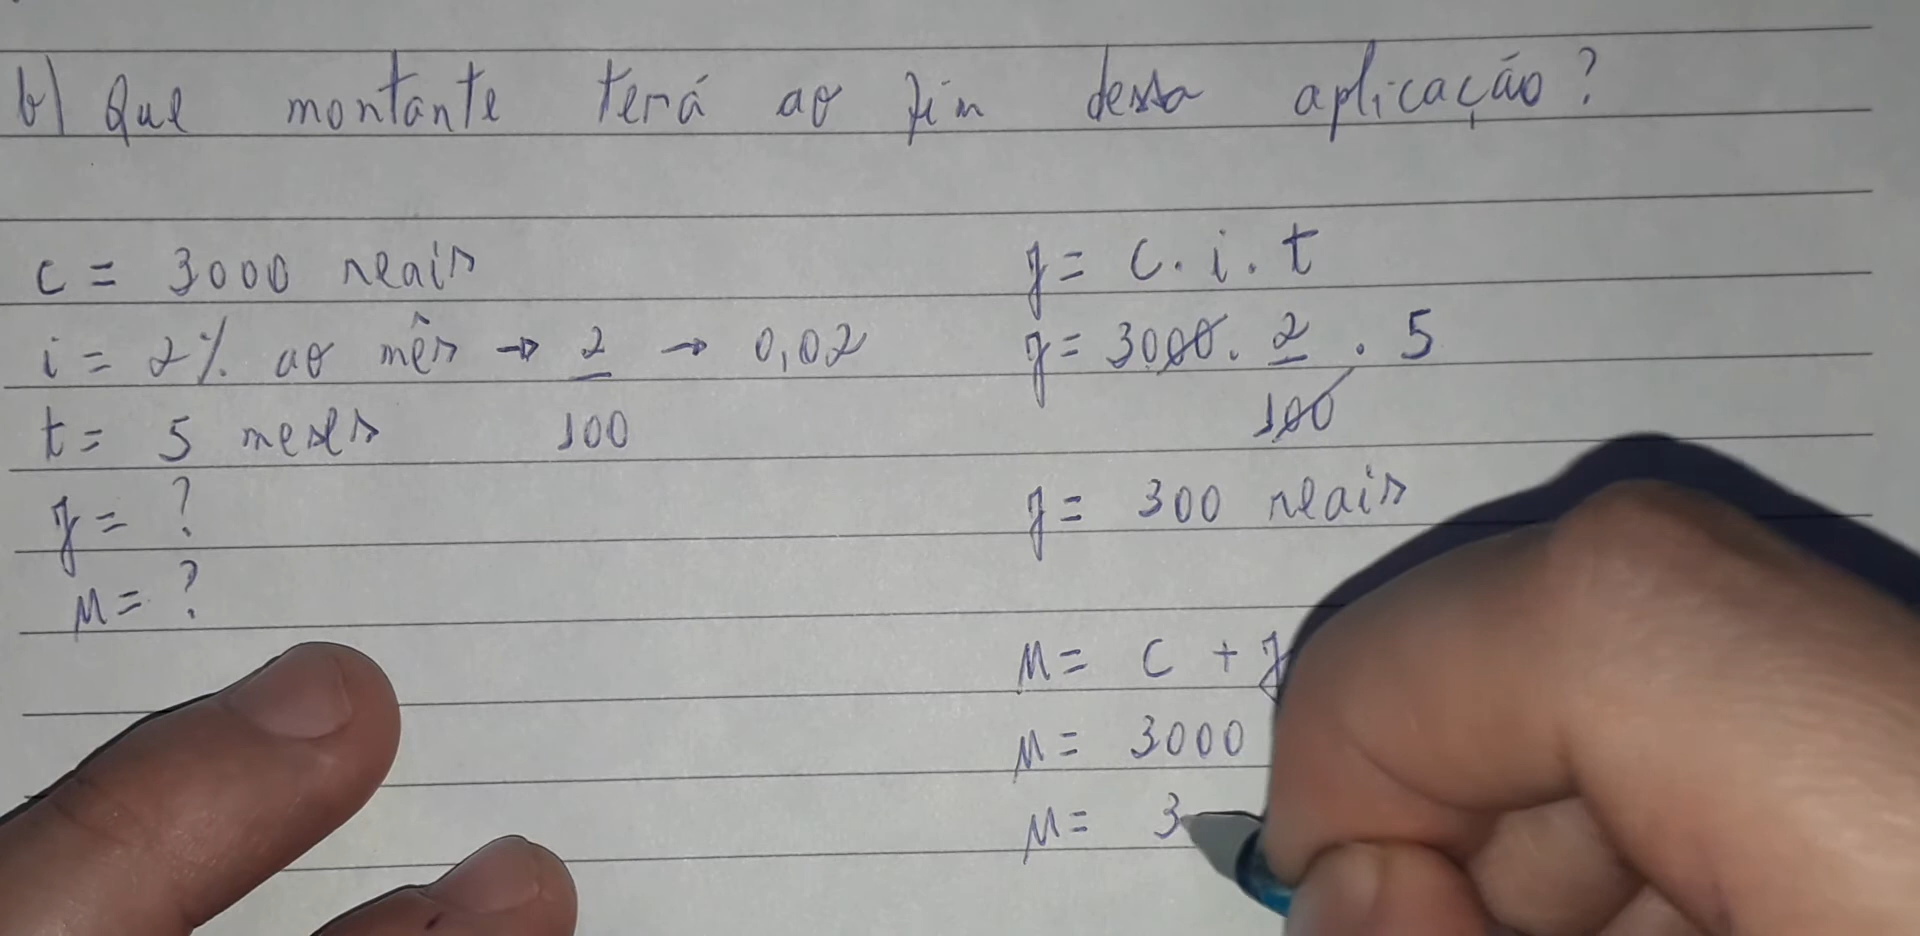 b) Que montante terá ao fim dessa aplicação?
c = 3000 reais
i = 2% ao mês → 2/100 → 0,02
t = 5 meses
j = ?
M = ?
j = c . i . t
j = 3000 . 2/100 . 5
j = 300 reais
M = c + j
M = 3000
M = 3